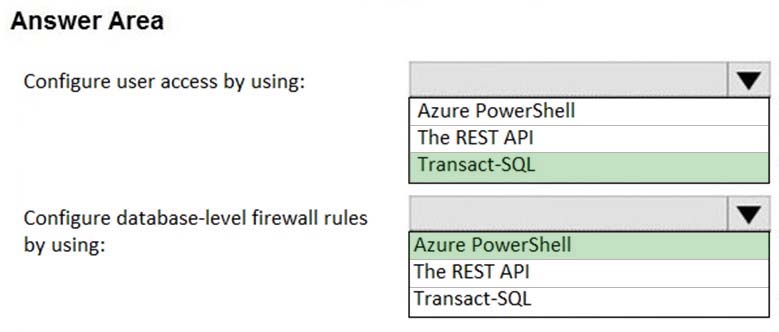 Answer Area
Configure user access by using:
Azure PowerShell
The REST API
Transact-SQL
Configure database-level firewall rules
by using:
Azure PowerShell
The REST API
Transact-SQL